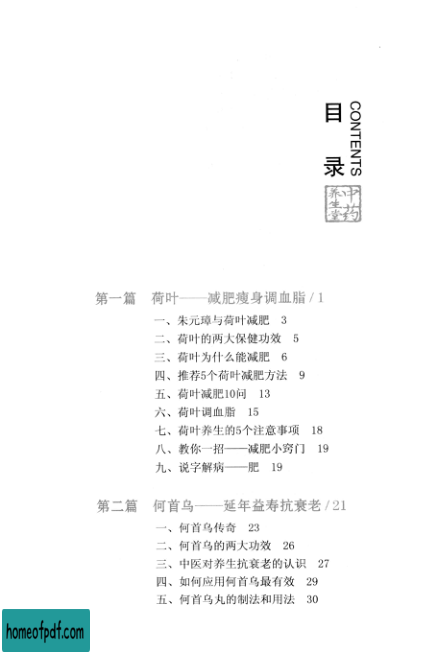 目录
CONTENTS
中药
养生堂
第一篇 荷叶——减肥瘦身调血脂/1
一、朱元璋与荷叶减肥 3
二、荷叶的两大保健功效 5
三、荷叶为什么能减肥 6
四、推荐5个荷叶减肥方法 9
五、荷叶减肥10问 13
六、荷叶调血脂 15
七、荷叶养生的5个注意事项 18
八、教你一招——减肥小窍门 19
九、说字解病——肥 19
第二篇 何首乌——延年益寿抗衰老/21
一、何首乌传奇 23
二、何首乌的两大功效 26
三、中医对养生抗衰老的认识 27
四、如何应用何首乌最有效 29
五、何首乌丸的制法和用法 30
homeofpdf.com